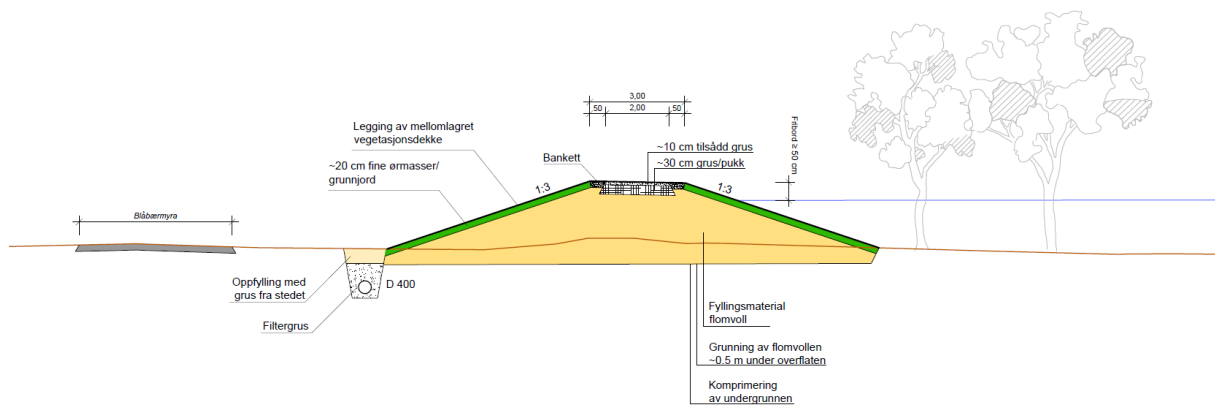 3,00
,50
2,00
,50
Legging av mellomlagret
vegetasjonsdekke
~20 cm fine ørmasser/
grunnjord
Bankett
~10 cm tilsådd grus
~30 cm grus/pukk
Fribord ≥ 50 cm
1:3
1:3
Blåbærmyra
Oppfylling med
grus fra stedet
D 400
Filtergrus
Fyllingsmaterial
flomvoll
Grunning av flomvollen
~0.5 m under overflaten
Komprimering
av undergrunnen